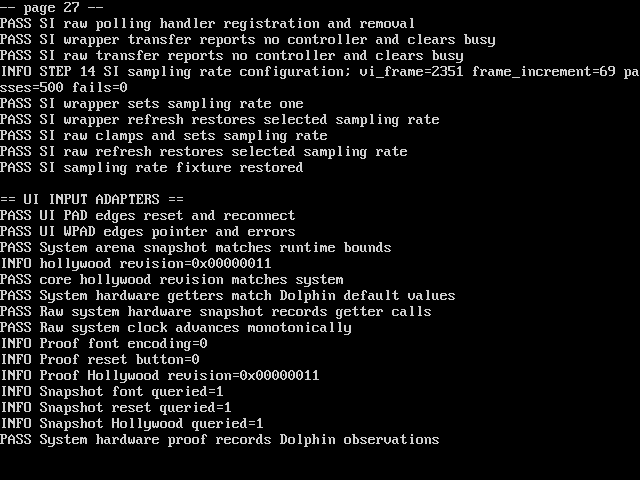 -- page 27 --
PASS SI raw polling handler registration and removal
PASS SI wrapper transfer reports no controller and clears busy
PASS SI raw transfer reports no controller and clears busy
INFO STEP 14 SI sampling rate configuration; vi_frame=2351 frame_increment=69 pa
sses=500 fails=0
PASS SI wrapper sets sampling rate one
PASS SI wrapper refresh restores selected sampling rate
PASS SI raw clamps and sets sampling rate
PASS SI raw refresh restores selected sampling rate
PASS SI sampling rate fixture restored

== UI INPUT ADAPTERS ==
PASS UI PAD edges reset and reconnect
PASS UI WPAD edges pointer and errors
PASS System arena snapshot matches runtime bounds
INFO hollywood revision=0x00000011
PASS core hollywood revision matches system
PASS System hardware getters match Dolphin default values
PASS Raw system hardware snapshot records getter calls
PASS Raw system clock advances monotonically
INFO Proof font encoding=0
INFO Proof reset button=0
INFO Proof Hollywood revision=0x00000011
INFO Snapshot font queried=1
INFO Snapshot reset queried=1
INFO Snapshot Hollywood queried=1
PASS System hardware proof records Dolphin observations